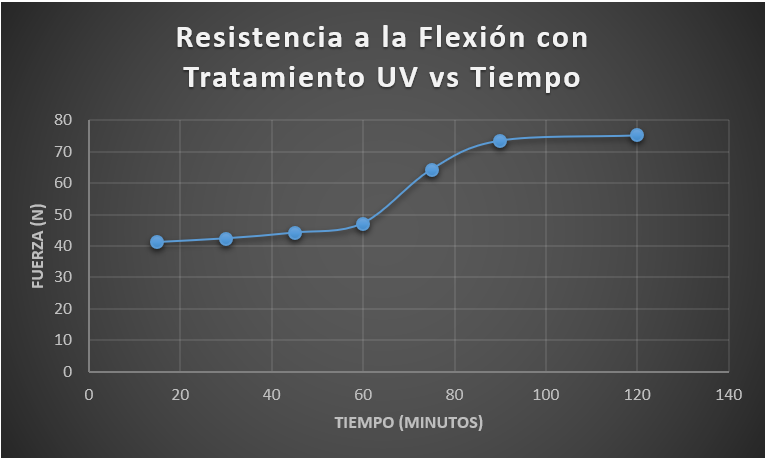 Resistencia a la Flexión con
Tratamiento UV vs Tiempo
80
70
60
50
40
30
20
10
0
FUERZA (N)
0 20 40 60 80 100 120 140
TIEMPO (MINUTOS)